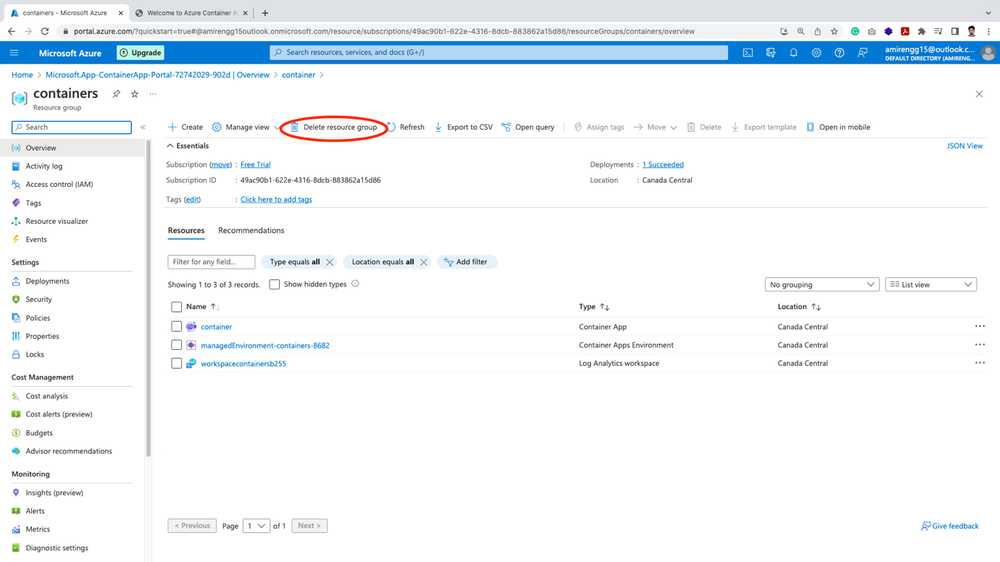 containers - Microsoft Azure
Welcome to Azure Container A
portal.azure.com/?quickstart=true#@amirengg15outlook.onmicrosoft.com/resource/subscriptions/49ac90b1-622e-4316-8dcb-883862a15d86/resourceGroups/containers/overview
Microsoft Azure
Upgrade
Search resources, services, and docs (G+/)
amirengg15@outlook.c...
DEFAULT DIRECTORY (AMIRENG...
Home > Microsoft.App-ContainerApp-Portal-72742029-902d | Overview > container >
containers
Resource group
Search
Create Manage view Delete resource group Refresh Export to CSV Open query Assign tags Move Delete Export template Open in mobile
Overview
Activity log
Access control (IAM)
Tags
Resource visualizer
Events
Settings
Deployments
Security
Policies
Properties
Locks
Cost Management
Cost analysis
Cost alerts (preview)
Budgets
Advisor recommendations
Monitoring
Insights (preview)
Alerts
Metrics
Diagnostic settings
Essentials
JSON View
Subscription (move) : Free Trial
Deployments : 1 Succeeded
Subscription ID : 49ac90b1-622e-4316-8dcb-883862a15d86
Location : Canada Central
Tags (edit) : Click here to add tags
Resources Recommendations
Filter for any field... Type equals all Location equals all Add filter
Showing 1 to 3 of 3 records. Show hidden types
No grouping List view
Name Type Location
container Container App Canada Central
managedEnvironment-containers-8682 Container Apps Environment Canada Central
workspacecontainersb255 Log Analytics workspace Canada Central
< Previous Page 1 of 1 Next >
Give feedback